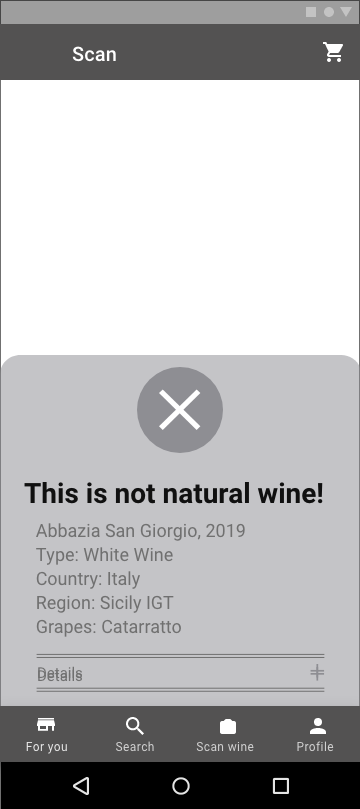 Scan
This is not natural wine!
Abbazia San Giorgio, 2019
Type: White Wine
Country: Italy
Region: Sicily IGT
Grapes: Catarratto
Details
Details
For you
Search
Scan wine
Profile